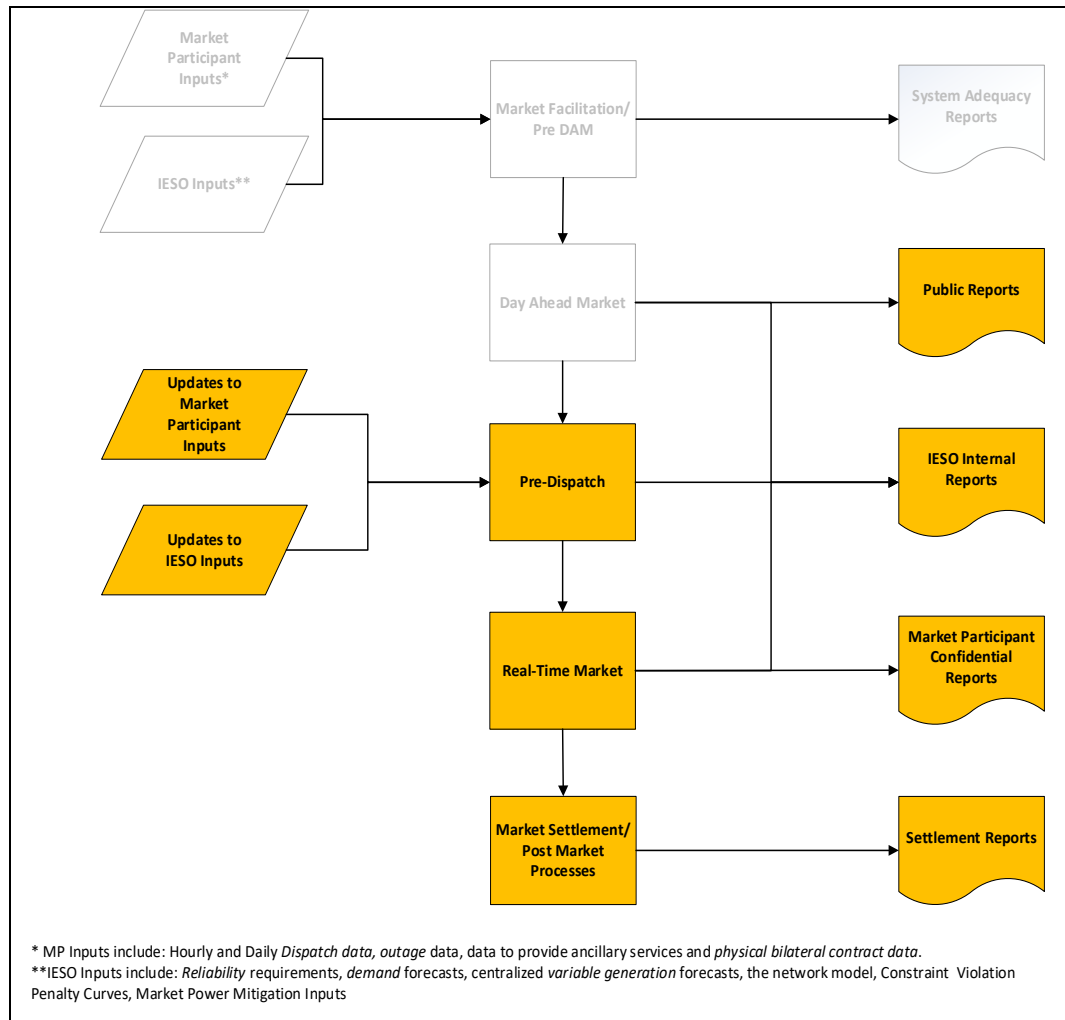 Market
Participant
Inputs*
Market Facilitation/
Pre DAM
System Adequacy
Reports
IESO Inputs**
Day Ahead Market
Public Reports
Updates to
Market
Participant
Inputs
Pre-Dispatch
IESO Internal
Reports
Updates to
IESO Inputs
Real-Time Market
Market Participant
Confidential
Reports
Market Settlement/
Post Market
Processes
Settlement Reports
* MP Inputs include: Hourly and Daily Dispatch data, outage data, data to provide ancillary services and physical bilateral contract data.
**IESO Inputs include: Reliability requirements, demand forecasts, centralized variable generation forecasts, the network model, Constraint Violation
Penalty Curves, Market Power Mitigation Inputs